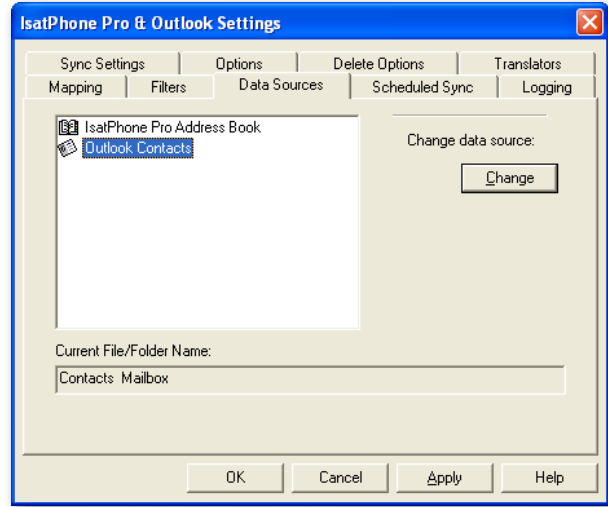 IsatPhone Pro & Outlook Settings
Sync Settings Options Delete Options Translators
Mapping Filters Data Sources Scheduled Sync Logging
IsatPhone Pro Address Book
Outlook Contacts
Change data source:
Change
Current File/Folder Name:
Contacts Mailbox
OK Cancel Apply Help